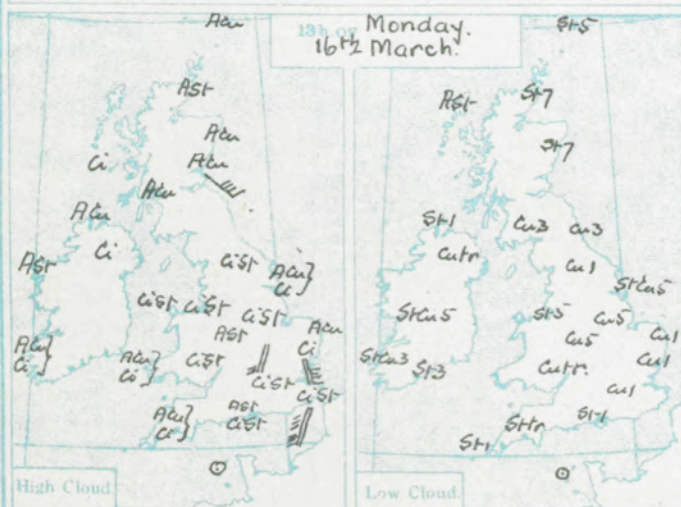 13h on Monday.
16th March.
ACu
ASt
ACu
ACu
Ci
ACu
ACu
Ci
ASt
CiSt
ACu}
Ci}
CiSt CiSt CiSt
ASt
ACu
Ci
ACu}
Ci}
ACu}
Ci}
CiSt
CiSt
CiSt
ACu}
Ci}
ASt
CiSt
High Cloud.
St5
ASt
St7
St7
St1
Cu3
Cu3
Cutr
Cu1
StCu5
StCu5
St5
Cu5
Cu5
Cu1
StCu3
St3
Cutr.
Cu1
Cu1
Sttr
St1
St1
Low Cloud.